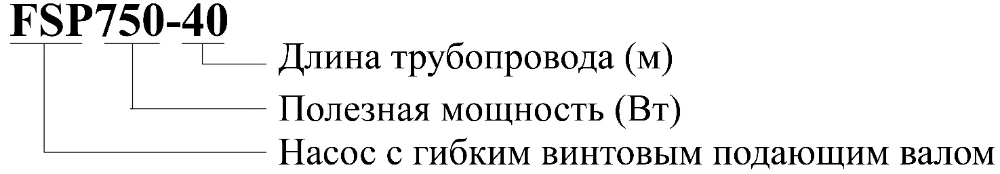 FSP750-40
Длина трубопровода (м)
Полезная мощность (Вт)
Насос с гибким винтовым подающим валом